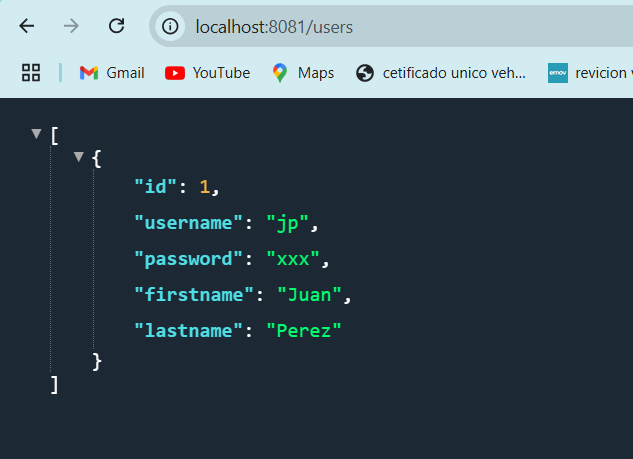 localhost:8081/users
Gmail YouTube Maps cetificado unico veh... emov revicion v
[
{
"id": 1,
"username": "jp",
"password": "xxx",
"firstname": "Juan",
"lastname": "Perez"
}
]